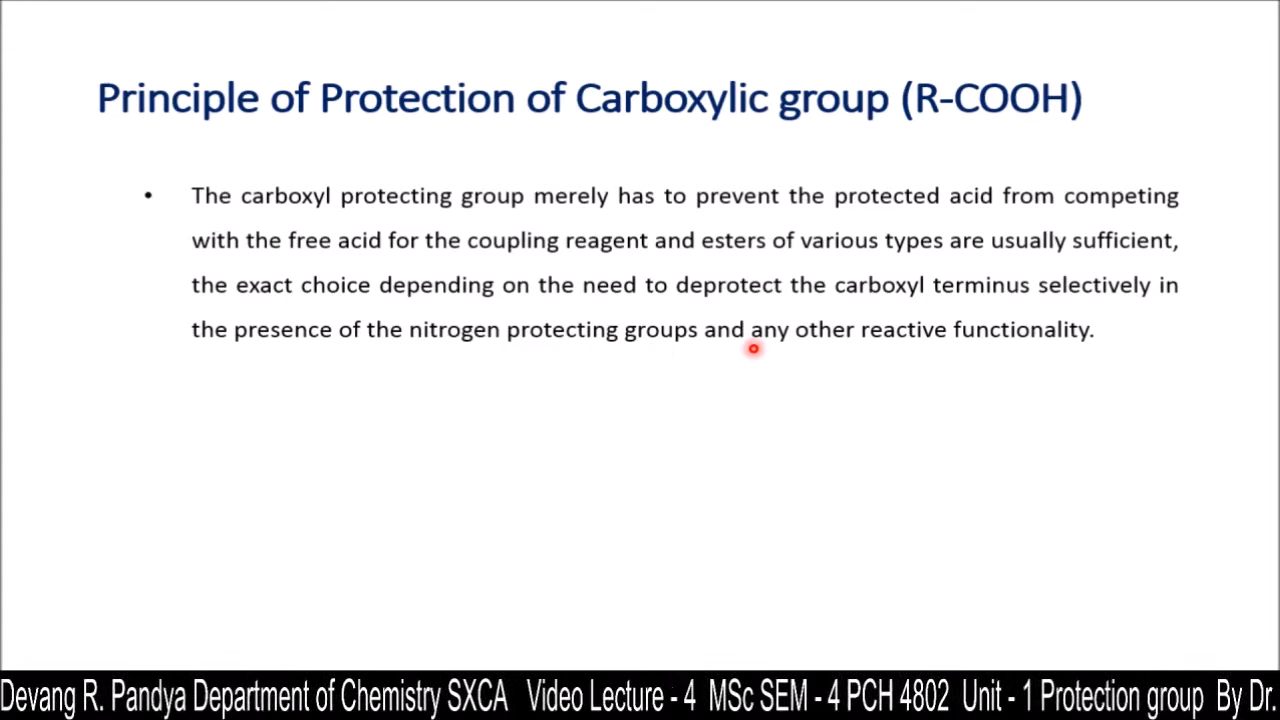 Principle of Protection of Carboxylic group (R-COOH)
• The carboxyl protecting group merely has to prevent the protected acid from competing
with the free acid for the coupling reagent and esters of various types are usually sufficient,
the exact choice depending on the need to deprotect the carboxyl terminus selectively in
the presence of the nitrogen protecting groups and any other reactive functionality.
Devang R. Pandya Department of Chemistry SXCA Video Lecture - 4 MSc SEM - 4 PCH 4802 Unit - 1 Protection group By Dr.